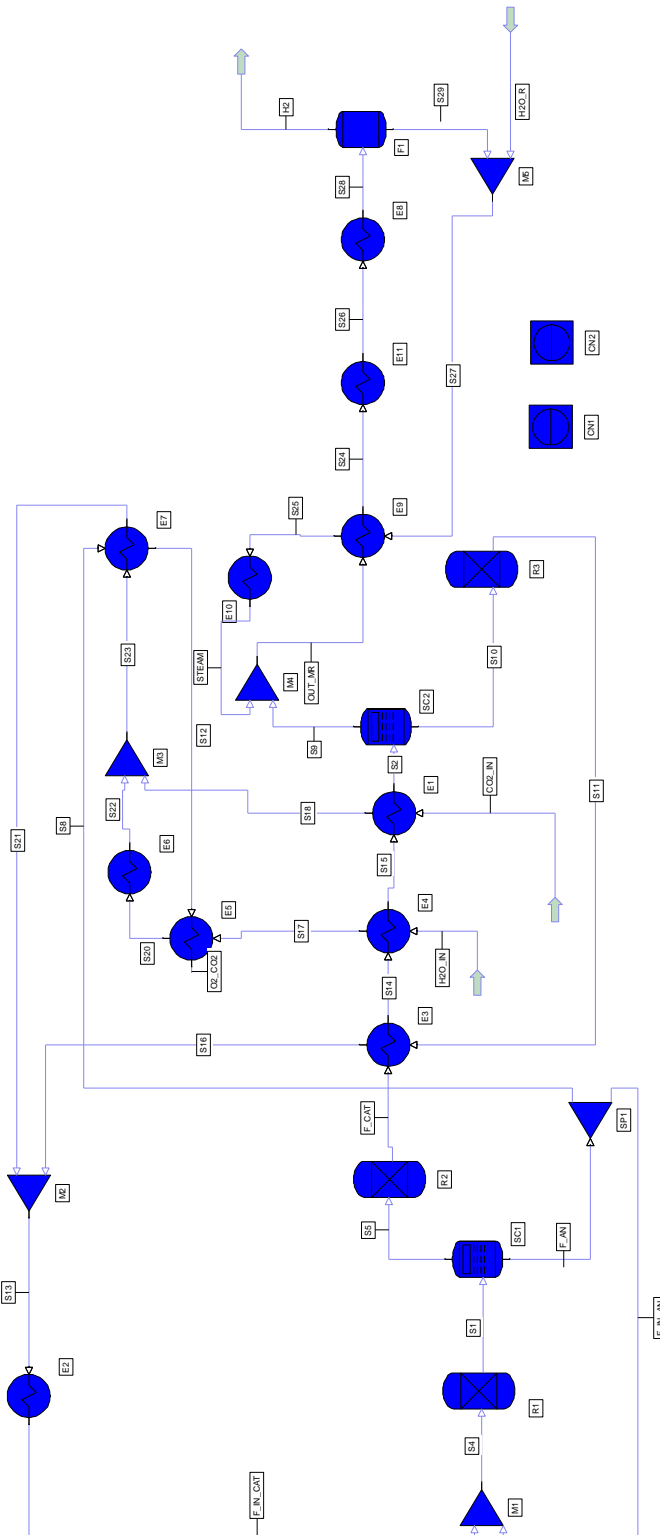 H2O_R
H2
S29
F1
M5
S28
E8
S26
E11
S27
CN2
CN1
S24
S21
E7
S25
E9
E10
R3
S23
STEAM
M4
OUT_MR
S10
S12
SC2
S9
M3
S2
E1
CO2_IN
S11
S8
S22
S18
E6
S15
E5
E4
S20
O2_CO2
S17
H2O_IN
S14
E3
S16
F_CAT
SP1
M2
R2
S5
SC1
F_AN
S13
S1
F_IN_AN
E2
R1
S4
F_IN_CAT
M1